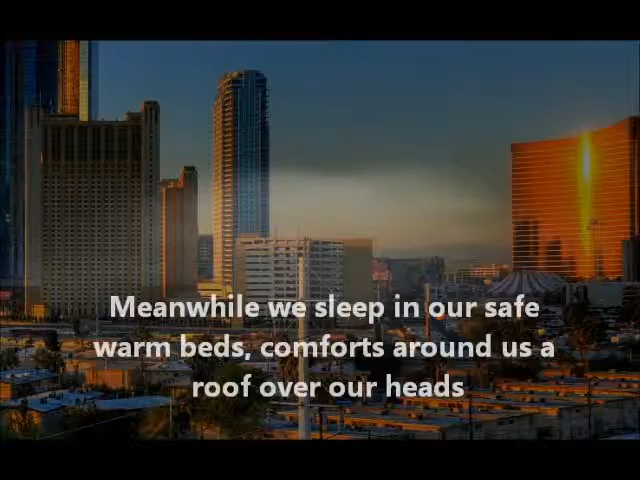 Meanwhile we sleep in our safe
warm beds, comforts around us a
roof over our heads